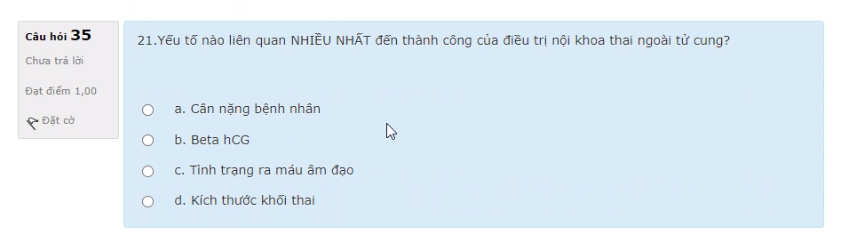 Câu hỏi 35
Chưa trả lời
Đạt điểm 1,00
Đặt cờ
21.Yếu tố nào liên quan NHIỀU NHẤT đến thành công của điều trị nội khoa thai ngoài tử cung?
a. Cân nặng bệnh nhân
b. Beta hCG
c. Tình trạng ra máu âm đạo
d. Kích thước khối thai